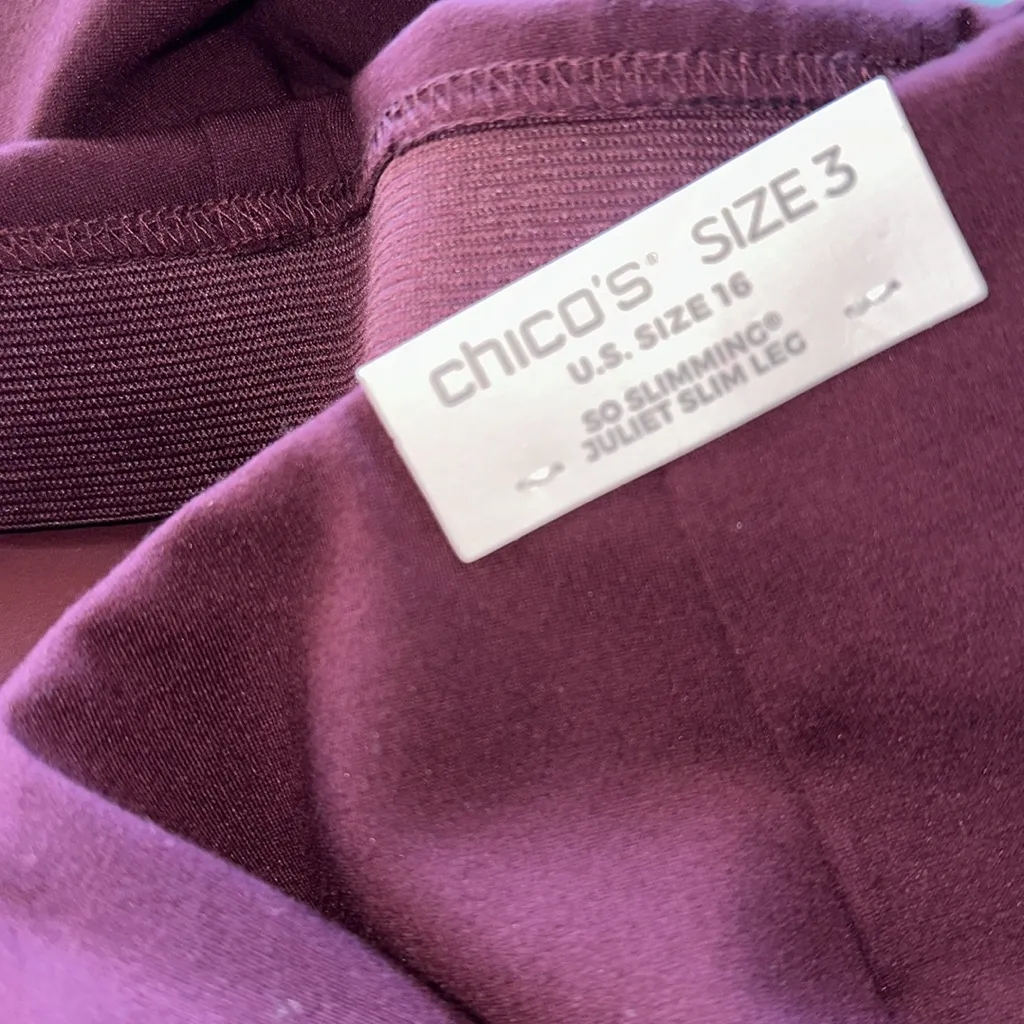 chico's® SIZE 3
U.S. SIZE 16
SO SLIMMING®
JULIET SLIM LEG